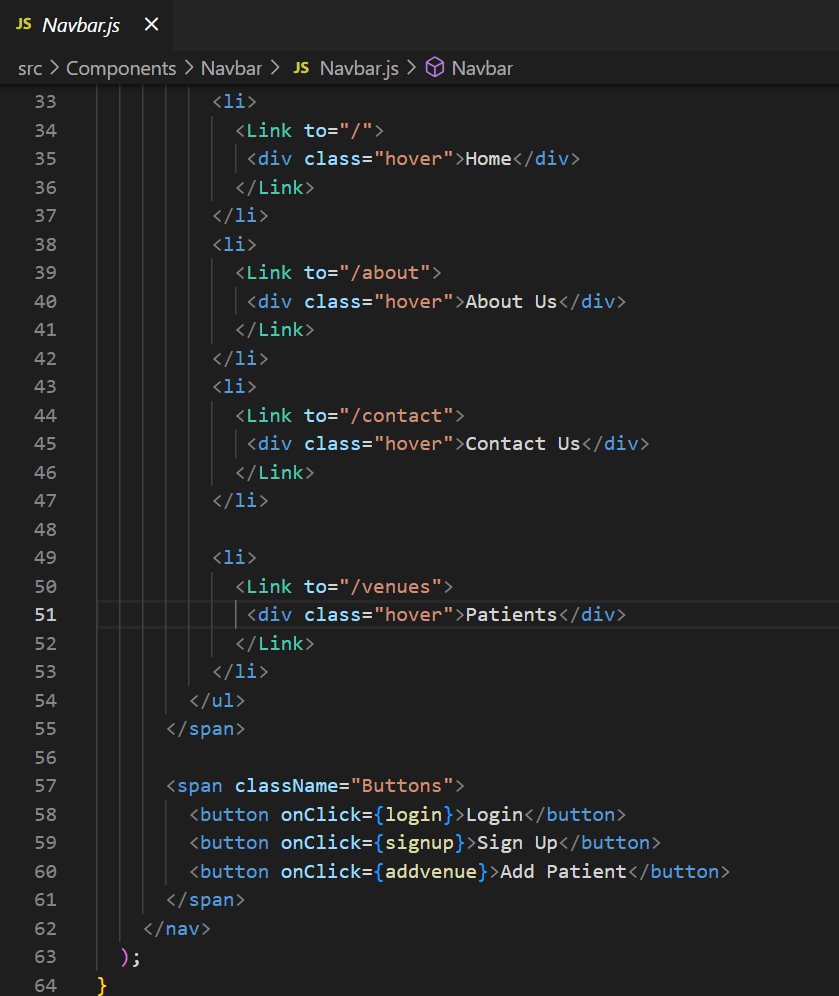 JS Navbar.js ×
src > Components > Navbar > JS Navbar.js > Navbar
33 <li>
34 <Link to="/">
35 <div class="hover">Home</div>
36 </Link>
37 </li>
38 <li>
39 <Link to="/about">
40 <div class="hover">About Us</div>
41 </Link>
42 </li>
43 <li>
44 <Link to="/contact">
45 <div class="hover">Contact Us</div>
46 </Link>
47 </li>
48
49 <li>
50 <Link to="/venues">
51 <div class="hover">Patients</div>
52 </Link>
53 </li>
54 </ul>
55 </span>
56
57 <span className="Buttons">
58 <button onClick={login}>Login</button>
59 <button onClick={signup}>Sign Up</button>
60 <button onClick={addvenue}>Add Patient</button>
61 </span>
62 </nav>
63 );
64 }